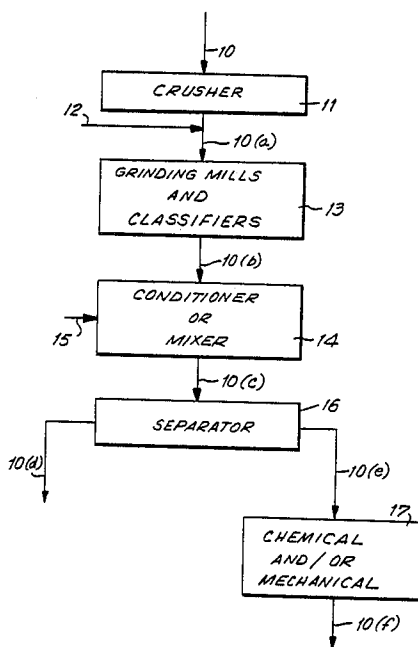 10
CRUSHER
11
12
10(a)
GRINDING MILLS
AND
CLASSIFIERS
13
10(b)
CONDITIONER
OR
MIXER
14
15
10(c)
16
SEPARATOR
10(d)
10(e)
17
CHEMICAL
AND/OR
MECHANICAL
10(f)